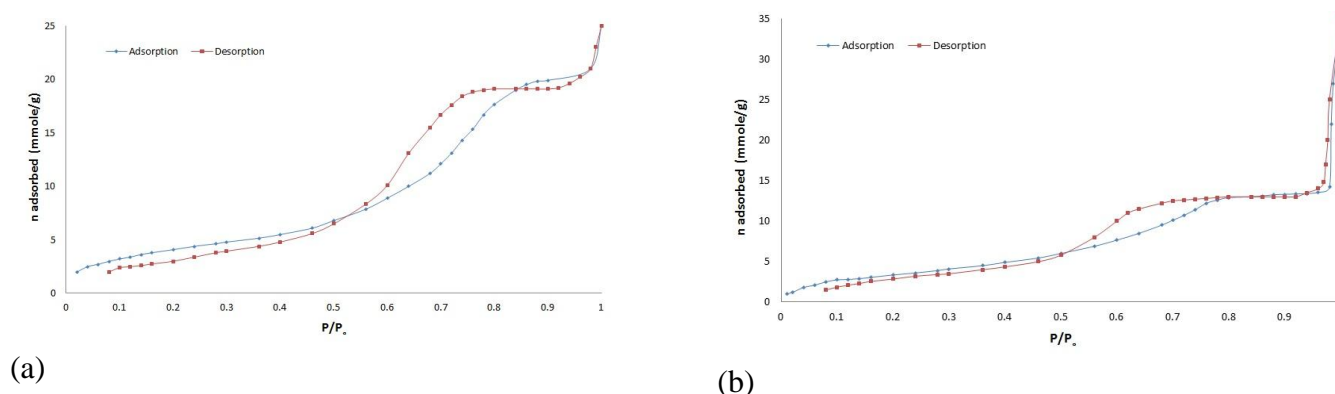 25
20
15
10
5
0
n adsorbed (mmole/g)
Adsorption
Desorption
0 0.1 0.2 0.3 0.4 0.5 0.6 0.7 0.8 0.9 1
P/P°
(a)
35
30
25
20
15
10
5
0
n adsorbed (mmole/g)
Adsorption
Desorption
0 0.1 0.2 0.3 0.4 0.5 0.6 0.7 0.8 0.9
P/P°
(b)